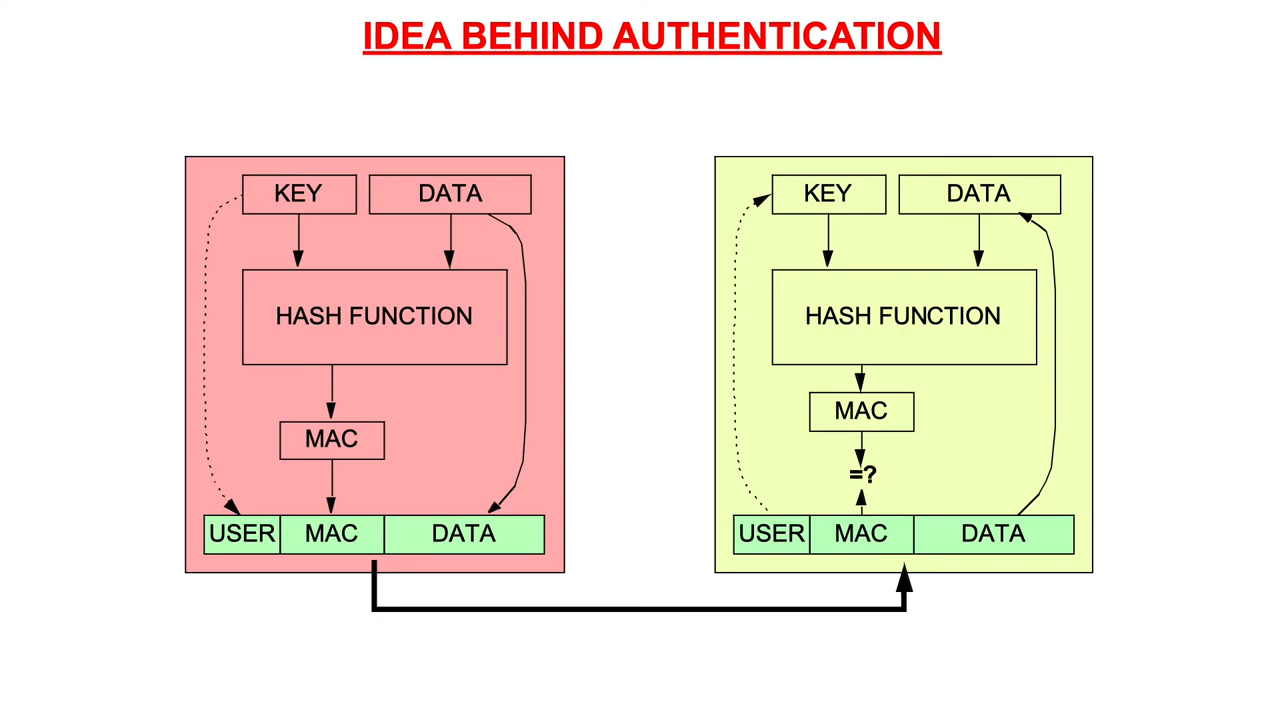 IDEA BEHIND AUTHENTICATION
KEY DATA
HASH FUNCTION
MAC
USER MAC DATA
KEY DATA
HASH FUNCTION
MAC
=?
USER MAC DATA